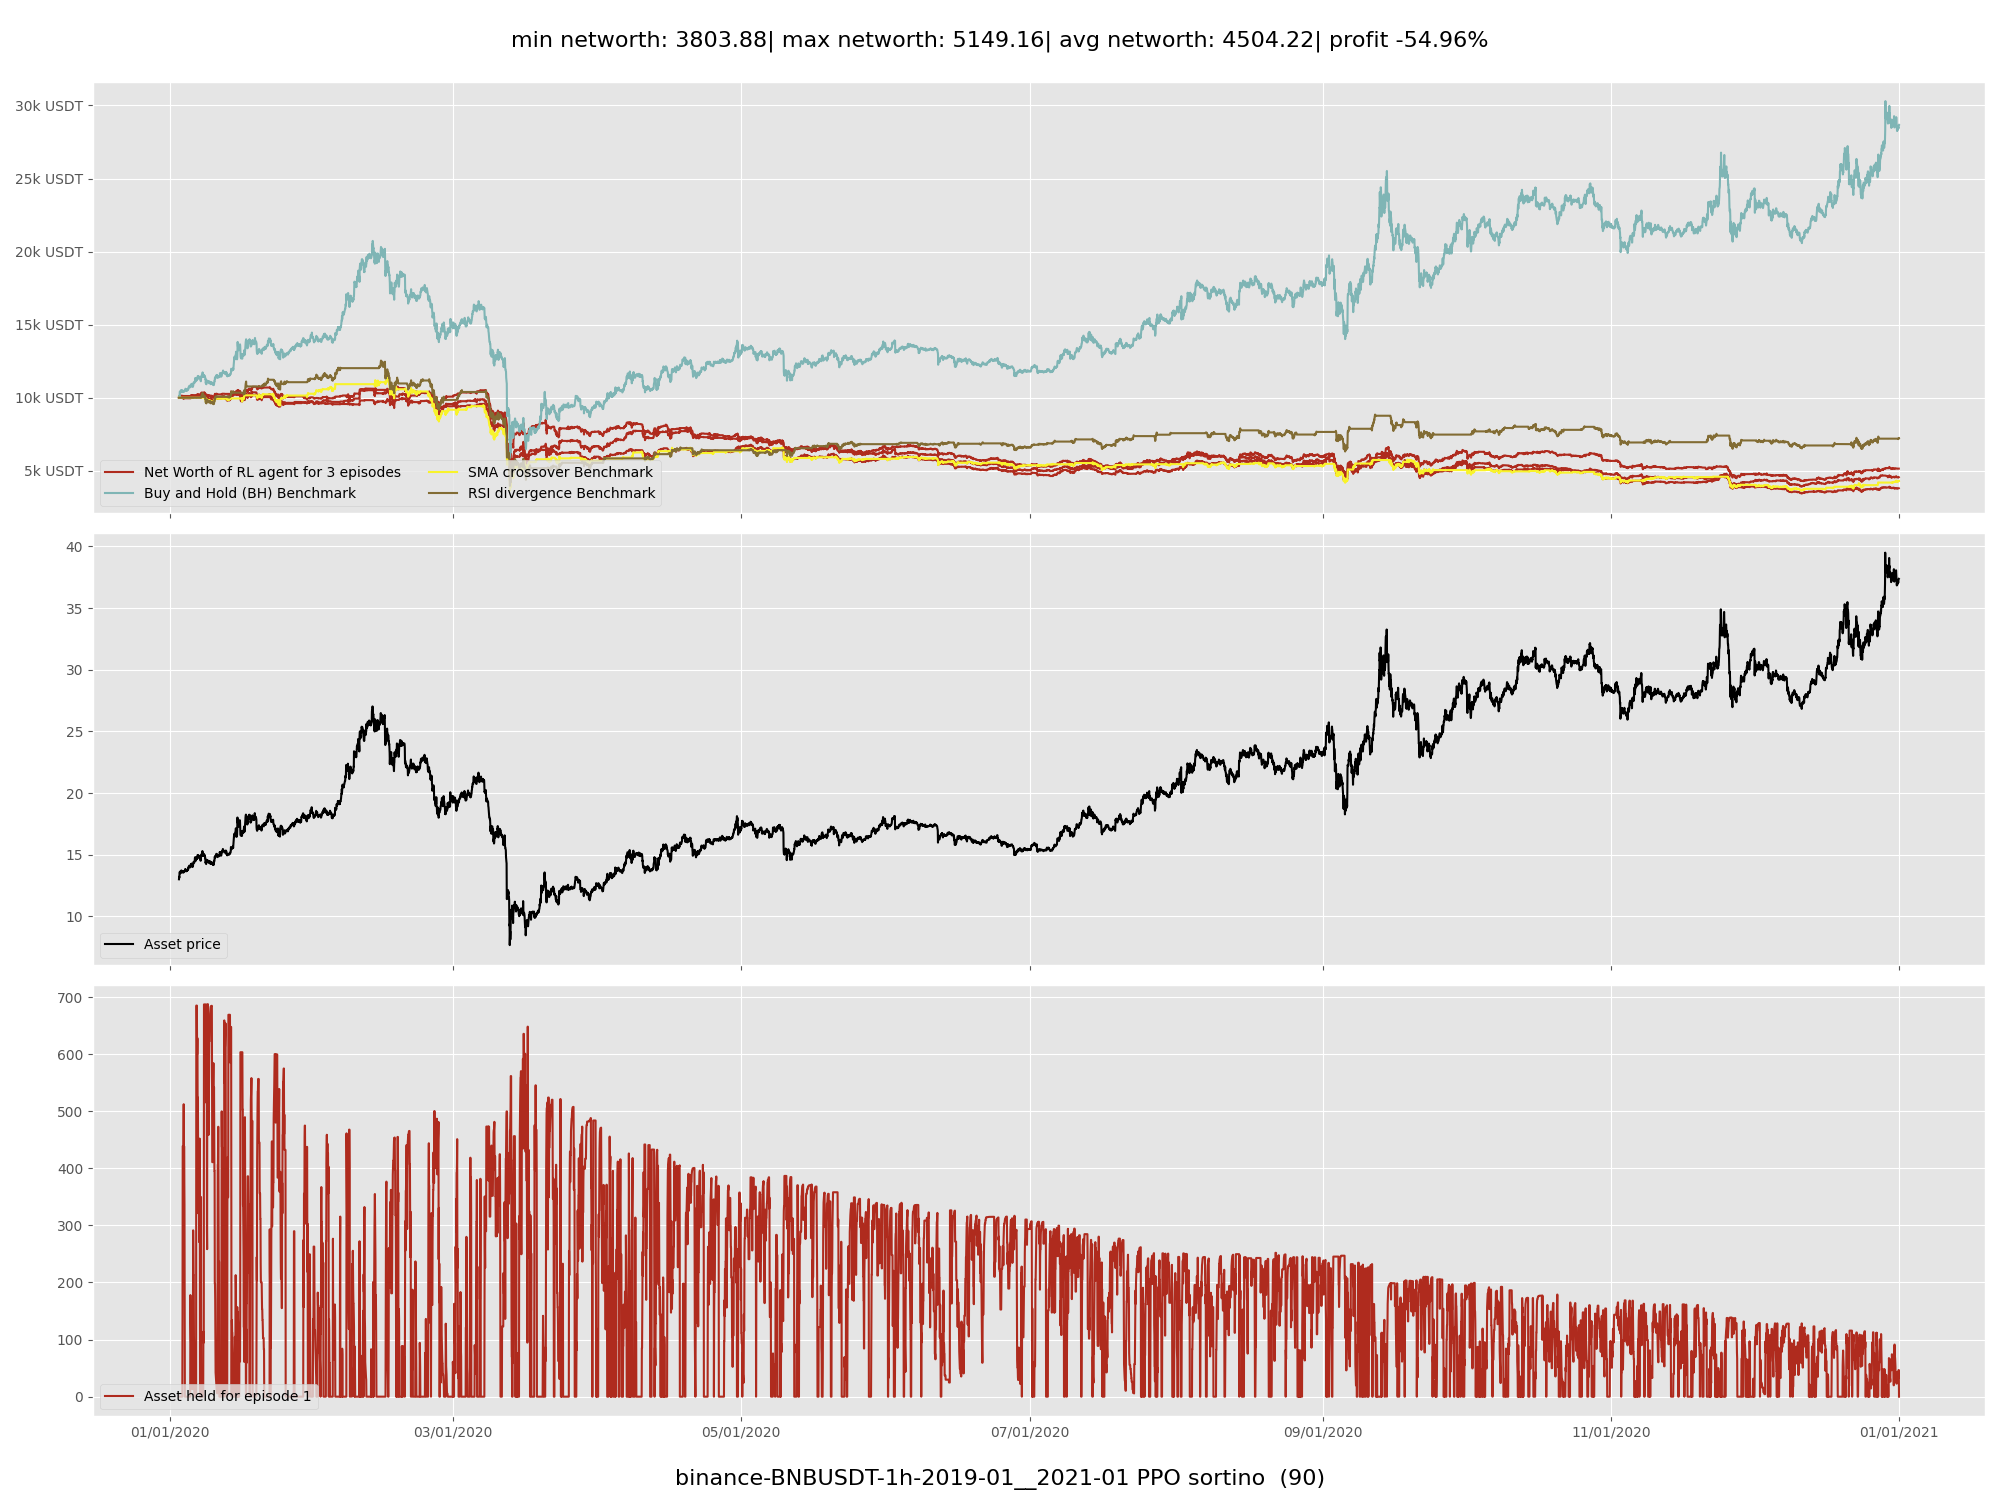 min networth: 3803.88| max networth: 5149.16| avg networth: 4504.22| profit -54.96%
30k USDT
25k USDT
20k USDT
15k USDT
10k USDT
5k USDT
Net Worth of RL agent for 3 episodes
Buy and Hold (BH) Benchmark
SMA crossover Benchmark
RSI divergence Benchmark
40
35
30
25
20
15
10
Asset price
700
600
500
400
300
200
100
0
Asset held for episode 1
01/01/2020 03/01/2020 05/01/2020 07/01/2020 09/01/2020 11/01/2020 01/01/2021
binance-BNBUSDT-1h-2019-01__2021-01 PPO sortino (90)